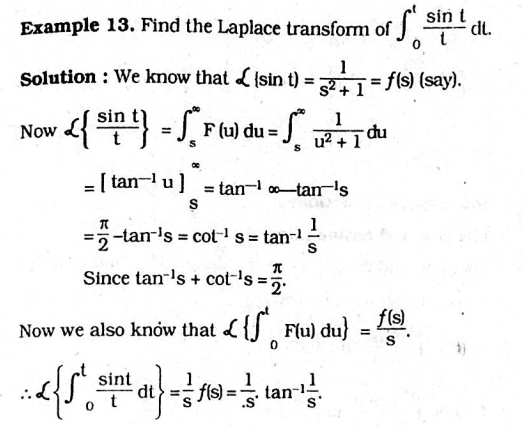 Example 13. Find the Laplace transform of ∫₀ᵗ (sin t)/t dt.
Solution : We know that ℒ {sin t} = 1/(s² + 1) = f(s) (say).
Now ℒ{ (sin t)/t } = ∫ₛ^∞ F (u) du = ∫ₛ^∞ 1/(u² + 1) du
= [ tan⁻¹ u ]ₛ^∞ = tan⁻¹ ∞—tan⁻¹s
= π/2 –tan⁻¹s = cot⁻¹ s = tan⁻¹ 1/s
Since tan⁻¹s + cot⁻¹s = π/2.
Now we also know that ℒ {∫₀ᵗ F(u) du} = f(s)/s.
∴ ℒ{ ∫₀ᵗ (sint)/t dt } = 1/s f(s) = 1/s . tan⁻¹ 1/s.